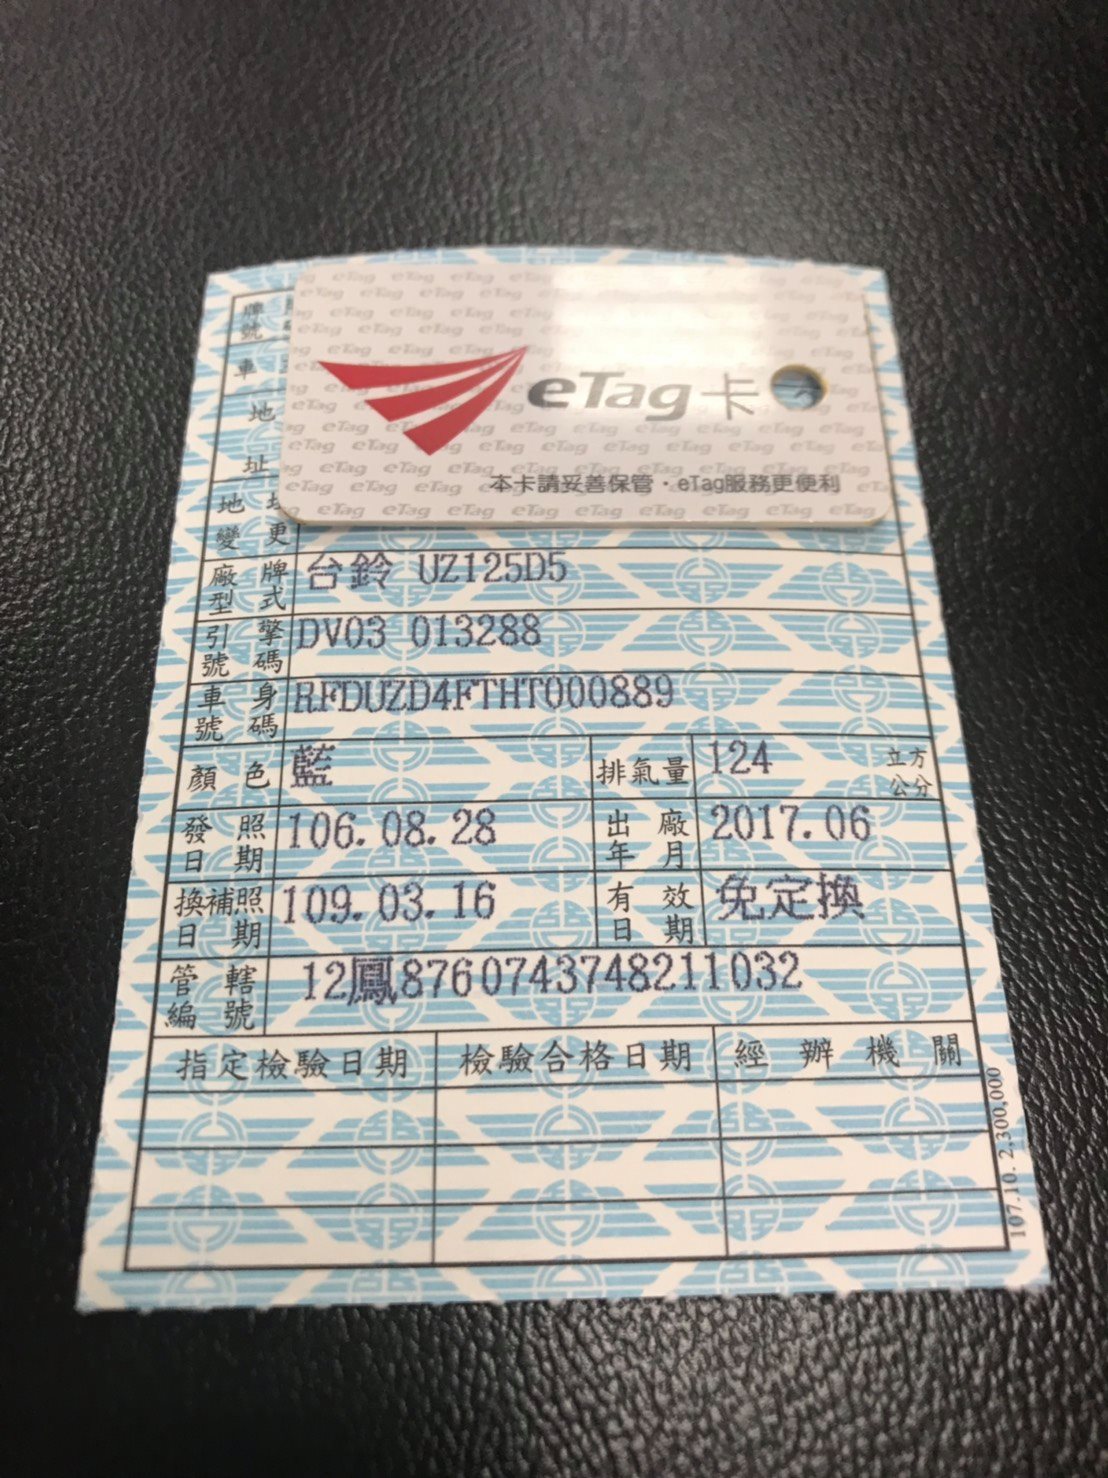 eTag卡
本卡請妥善保管・eTag服務更便利
牌號
車
地
址
地
變更
廠牌型式 台鈴 UZ125D5
引擎號碼 DV03 013288
車身號碼 RFDUZD4FTHT000889
顏色 藍 排氣量 124 立方公分
發照日期 106.08.28 出廠年月 2017.06
換補照日期 109.03.16 有效日期 免定換
管轄編號 12鳳8760743748211032
指定檢驗日期 檢驗合格日期 經辦機關
107.10. 2,300,000